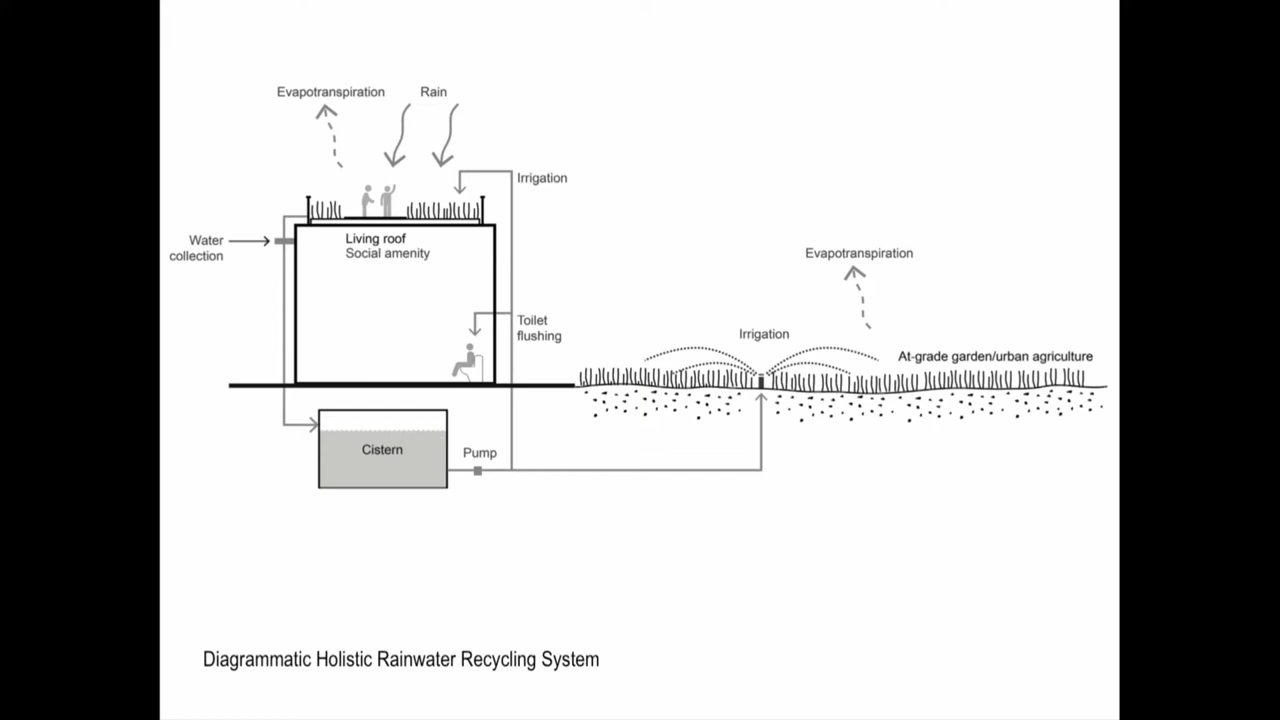 Evapotranspiration
Rain
Irrigation
Water
collection
Living roof
Social amenity
Toilet
flushing
Evapotranspiration
Irrigation
At-grade garden/urban agriculture
Cistern
Pump
Diagrammatic Holistic Rainwater Recycling System